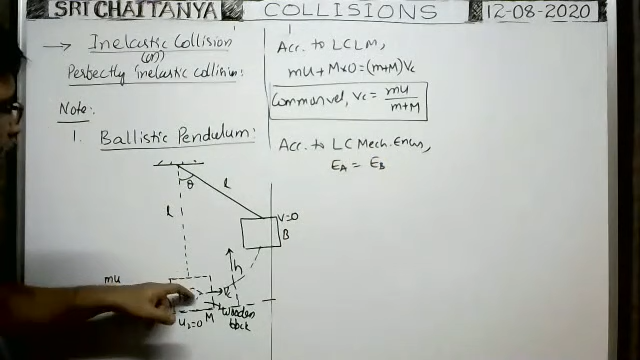 SRI CHAITANYA
COLLISIONS
12-08-2020
→ Inelastic Collision
(or)
Perfectly inelastic collision:
Note:
1. Ballistic Pendulum:
θ
l
l
V=0
B
h
mu
u₂=0
M
Wooden
block
Acc. to LCLM,
mu+M×0=(m+M)Vc
Common vel, Vc = mu/m+M
Acc. to LC Mech. Energy,
EA = EB